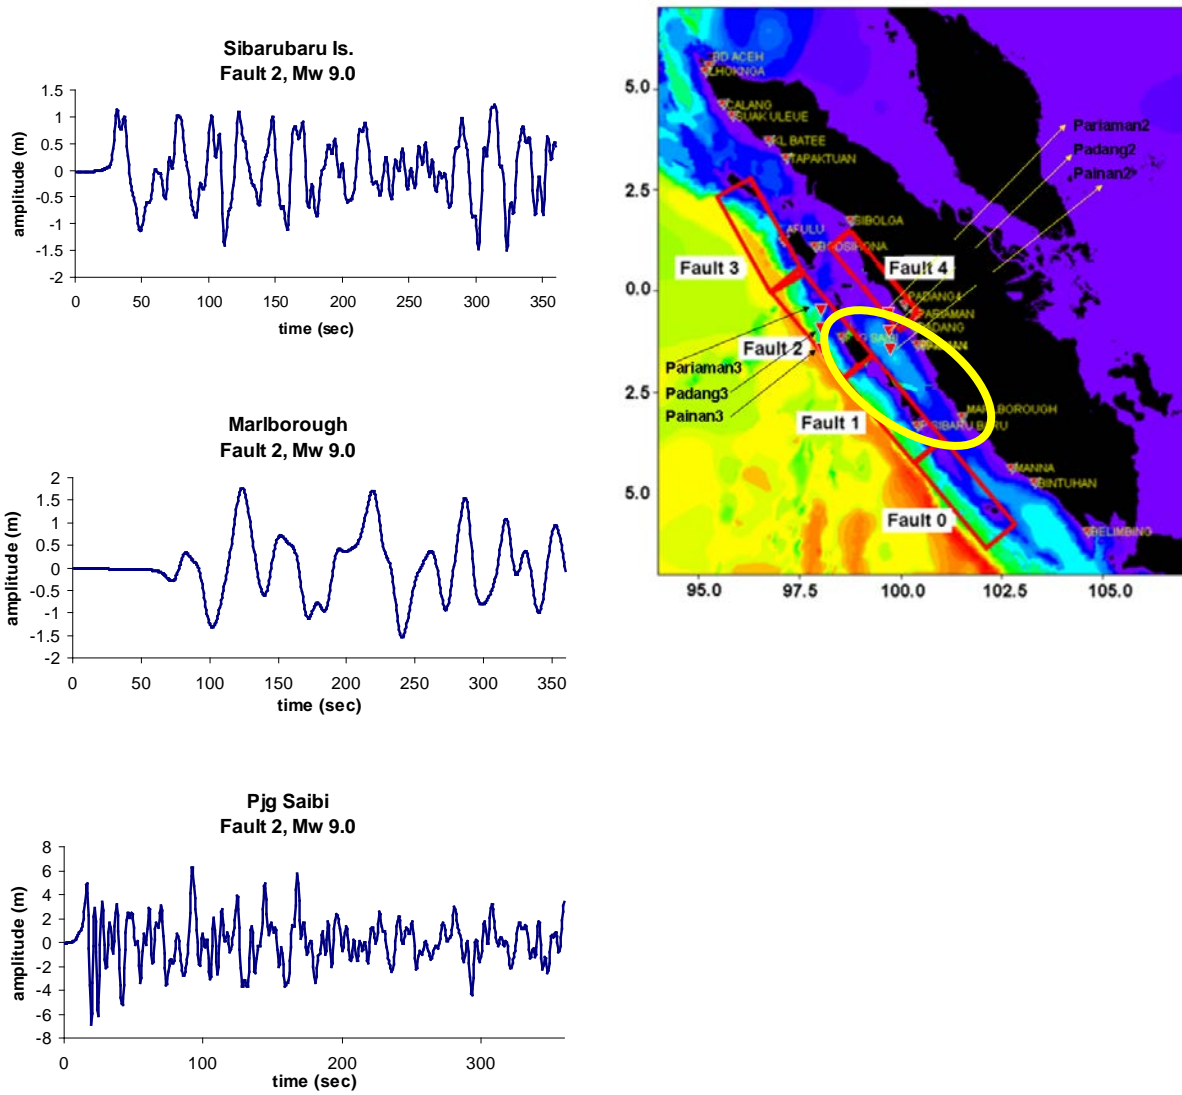 Sibarubaru Is.
Fault 2, Mw 9.0
1.5
1
0.5
0
-0.5
-1
-1.5
-2
amplitude (m)
0 50 100 150 200 250 300 350
time (sec)
Marlborough
Fault 2, Mw 9.0
2
1.5
1
0.5
0
-0.5
-1
-1.5
-2
amplitude (m)
0 50 100 150 200 250 300 350
time (sec)
Pjg Saibi
Fault 2, Mw 9.0
8
6
4
2
0
-2
-4
-6
-8
amplitude (m)
0 100 200 300
time (sec)
5.0
2.5
0.0
2.5
5.0
95.0 97.5 100.0 102.5 105.0
BD ACEH
LHOKNGA
CALANG
SUAK ULEUE
KL BATEE
TAPAKTUAN
Pariaman2
Padang2
Painan2
SIBOLGA
AFULU
Fault 3
Fault 4
PADANG4
PARIAMAN
PADANG
Fault 2
Pariaman3
Padang3
Painan3
MARLBOROUGH
SIBARU BARU
Fault 1
MANNA
BINTUHAN
Fault 0
BELIMBING